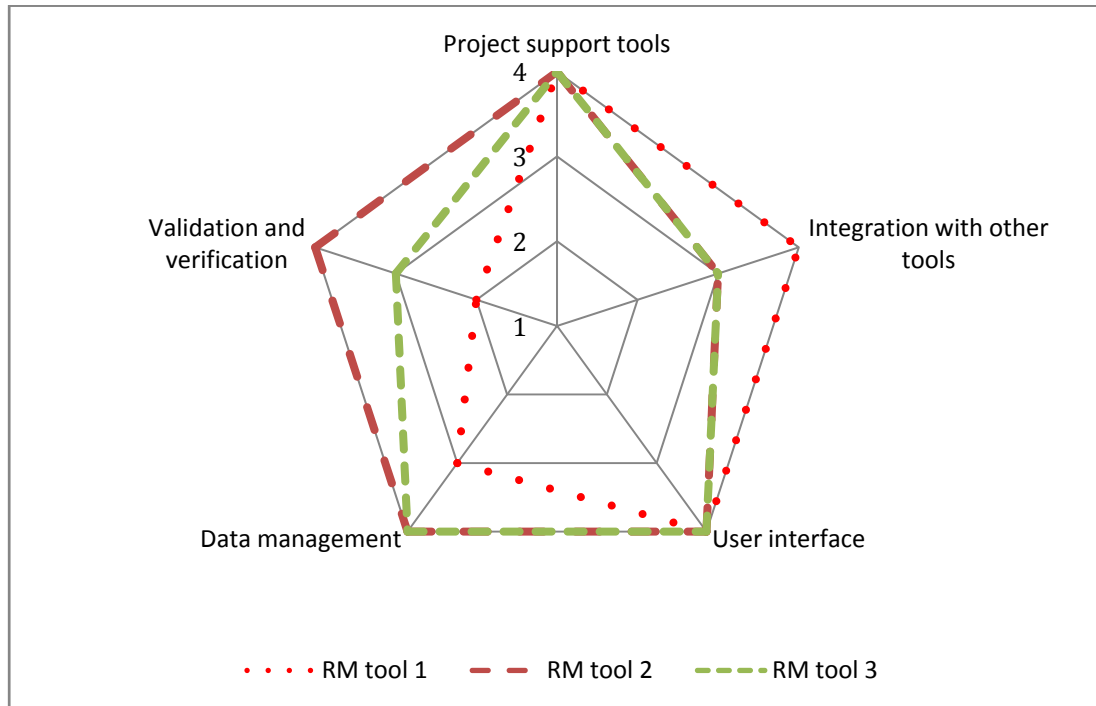 Project support tools
4
3
Validation and
verification
2
Integration with other
tools
1
Data management
User interface
RM tool 1
RM tool 2
RM tool 3